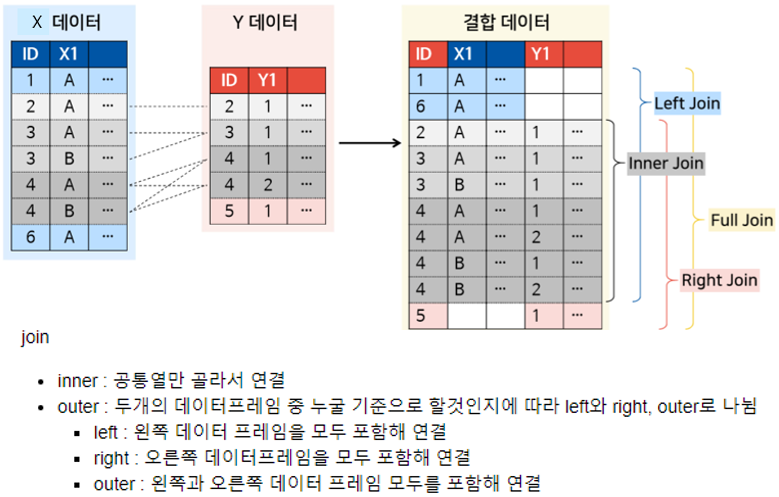 X 데이터
Y 데이터
결합 데이터
ID X1
1 A ...
2 A ...
3 A ...
3 B ...
4 A ...
4 B ...
6 A ...
ID Y1
2 1 ...
3 1 ...
4 1 ...
4 2 ...
5 1 ...
ID X1 Y1
1 A ...
6 A ...
2 A ... 1 ...
3 A ... 1 ...
3 B ... 1 ...
4 A ... 1 ...
4 A ... 2 ...
4 B ... 1 ...
4 B ... 2 ...
5 1 ...
Left Join
Inner Join
Full Join
Right Join
join
• inner : 공통열만 골라서 연결
• outer : 두개의 데이터프레임 중 누굴 기준으로 할것인지에 따라 left와 right, outer로 나뉨
▪ left : 왼쪽 데이터 프레임을 모두 포함해 연결
▪ right : 오른쪽 데이터프레임을 모두 포함해 연결
▪ outer : 왼쪽과 오른쪽 데이터 프레임 모두를 포함해 연결